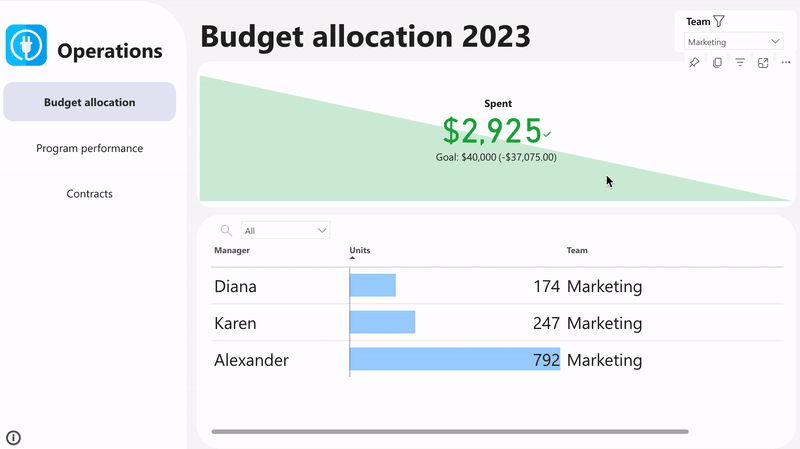 Operations
Budget allocation
Program performance
Contracts
Budget allocation 2023
Team
Marketing
Spent
$2,925
Goal: $40,000 (-$37,075.00)
All
Manager Units Team
Diana 174 Marketing
Karen 247 Marketing
Alexander 792 Marketing